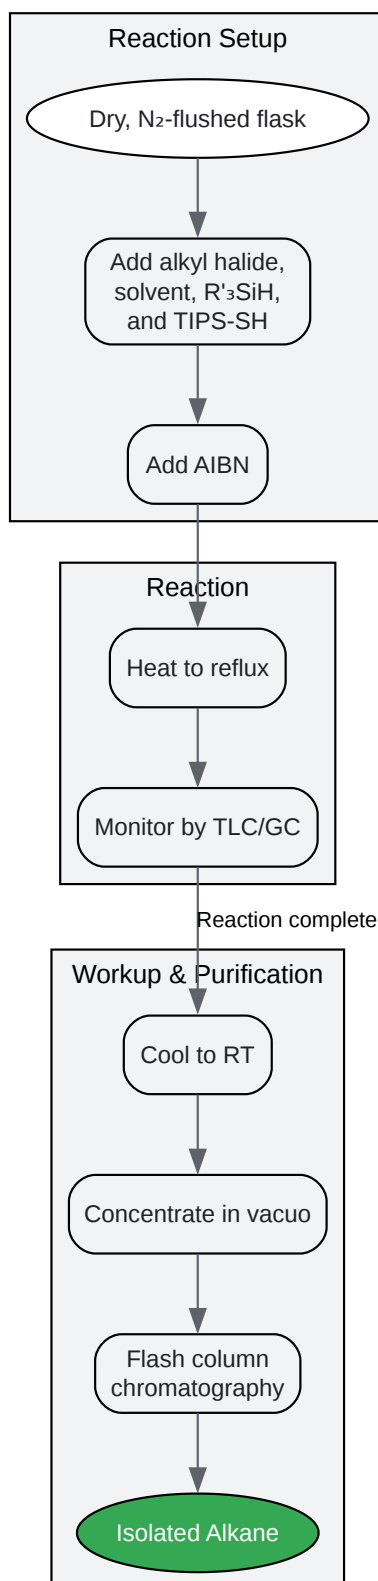 Reaction Setup
Dry, N₂-flushed flask
Add alkyl halide,
solvent, R'₃SiH,
and TIPS-SH
Add AIBN
Reaction
Heat to reflux
Monitor by TLC/GC
Reaction complete
Workup & Purification
Cool to RT
Concentrate in vacuo
Flash column
chromatography
Isolated Alkane